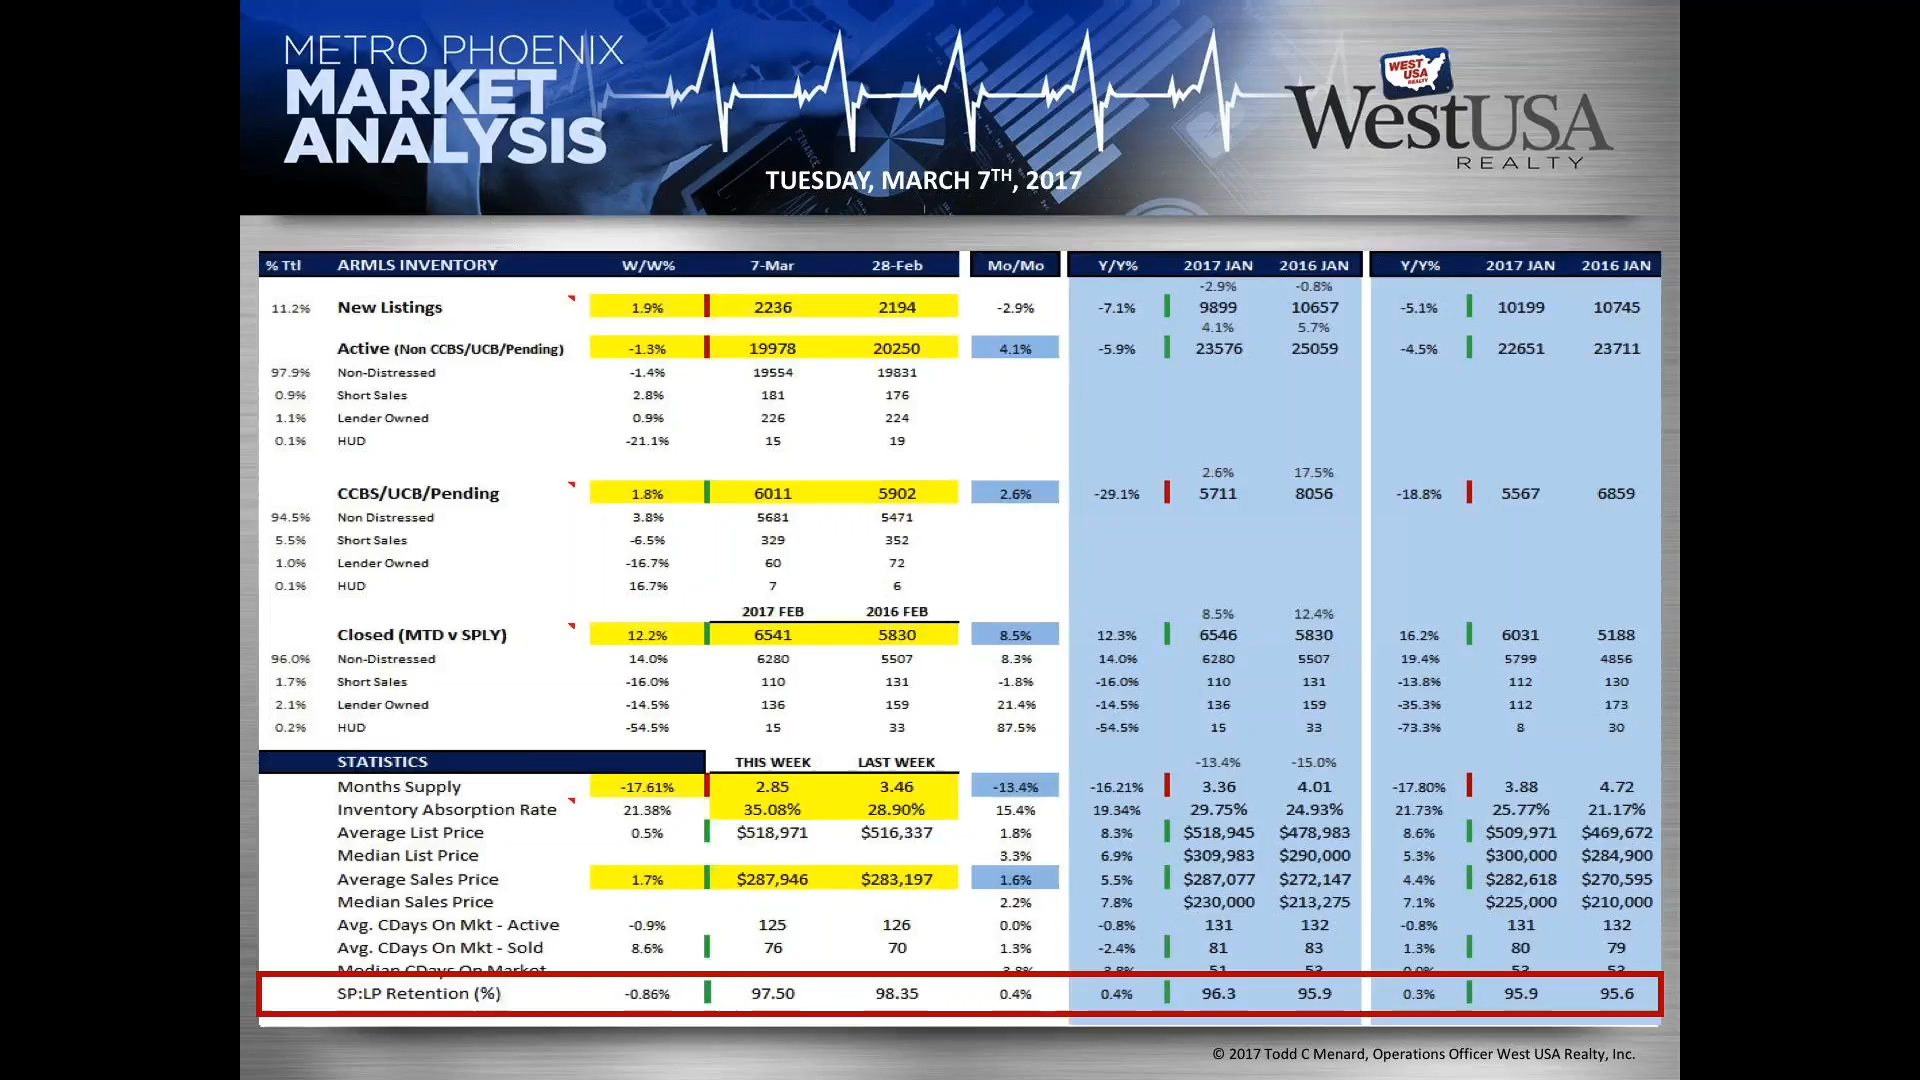 METRO PHOENIX
MARKET
ANALYSIS
WEST
USA
REALTY
WestUSA
REALTY
FINANCE
TUESDAY, MARCH 7TH, 2017
% Ttl ARMLS INVENTORY W/W% 7-Mar 28-Feb Mo/Mo Y/Y% 2017 JAN 2016 JAN Y/Y% 2017 JAN 2016 JAN
-2.9% -0.8%
11.2% New Listings 1.9% 2236 2194 -2.9% -7.1% 9899 10657 -5.1% 10199 10745
4.1% 5.7%
Active (Non CCBS/UCB/Pending) -1.3% 19978 20250 4.1% -5.9% 23576 25059 -4.5% 22651 23711
97.9% Non-Distressed -1.4% 19554 19831
0.9% Short Sales 2.8% 181 176
1.1% Lender Owned 0.9% 226 224
0.1% HUD -21.1% 15 19
2.6% 17.5%
CCBS/UCB/Pending 1.8% 6011 5902 2.6% -29.1% 5711 8056 -18.8% 5567 6859
94.5% Non Distressed 3.8% 5681 5471
5.5% Short Sales -6.5% 329 352
1.0% Lender Owned -16.7% 60 72
0.1% HUD 16.7% 7 6
2017 FEB 2016 FEB 8.5% 12.4%
Closed (MTD v SPLY) 12.2% 6541 5830 8.5% 12.3% 6546 5830 16.2% 6031 5188
96.0% Non-Distressed 14.0% 6280 5507 8.3% 14.0% 6280 5507 19.4% 5799 4856
1.7% Short Sales -16.0% 110 131 -1.8% -16.0% 110 131 -13.8% 112 130
2.1% Lender Owned -14.5% 136 159 21.4% -14.5% 136 159 -35.3% 112 173
0.2% HUD -54.5% 15 33 87.5% -54.5% 15 33 -73.3% 8 30
STATISTICS THIS WEEK LAST WEEK -13.4% -15.0%
Months Supply -17.61% 2.85 3.46 -13.4% -16.21% 3.36 4.01 -17.80% 3.88 4.72
Inventory Absorption Rate 21.38% 35.08% 28.90% 15.4% 19.34% 29.75% 24.93% 21.73% 25.77% 21.17%
Average List Price 0.5% $518,971 $516,337 1.8% 8.3% $518,945 $478,983 8.6% $509,971 $469,672
Median List Price 3.3% 6.9% $309,983 $290,000 5.3% $300,000 $284,900
Average Sales Price 1.7% $287,946 $283,197 1.6% 5.5% $287,077 $272,147 4.4% $282,618 $270,595
Median Sales Price 2.2% 7.8% $230,000 $213,275 7.1% $225,000 $210,000
Avg. CDays On Mkt - Active -0.9% 125 126 0.0% -0.8% 131 132 -0.8% 131 132
Avg. CDays On Mkt - Sold 8.6% 76 70 1.3% -2.4% 81 83 1.3% 80 79
Median CDays On Market -3.8% -3.8% 51 53 0.0% 53 53
SP:LP Retention (%) -0.86% 97.50 98.35 0.4% 0.4% 96.3 95.9 0.3% 95.9 95.6
© 2017 Todd C Menard, Operations Officer West USA Realty, Inc.